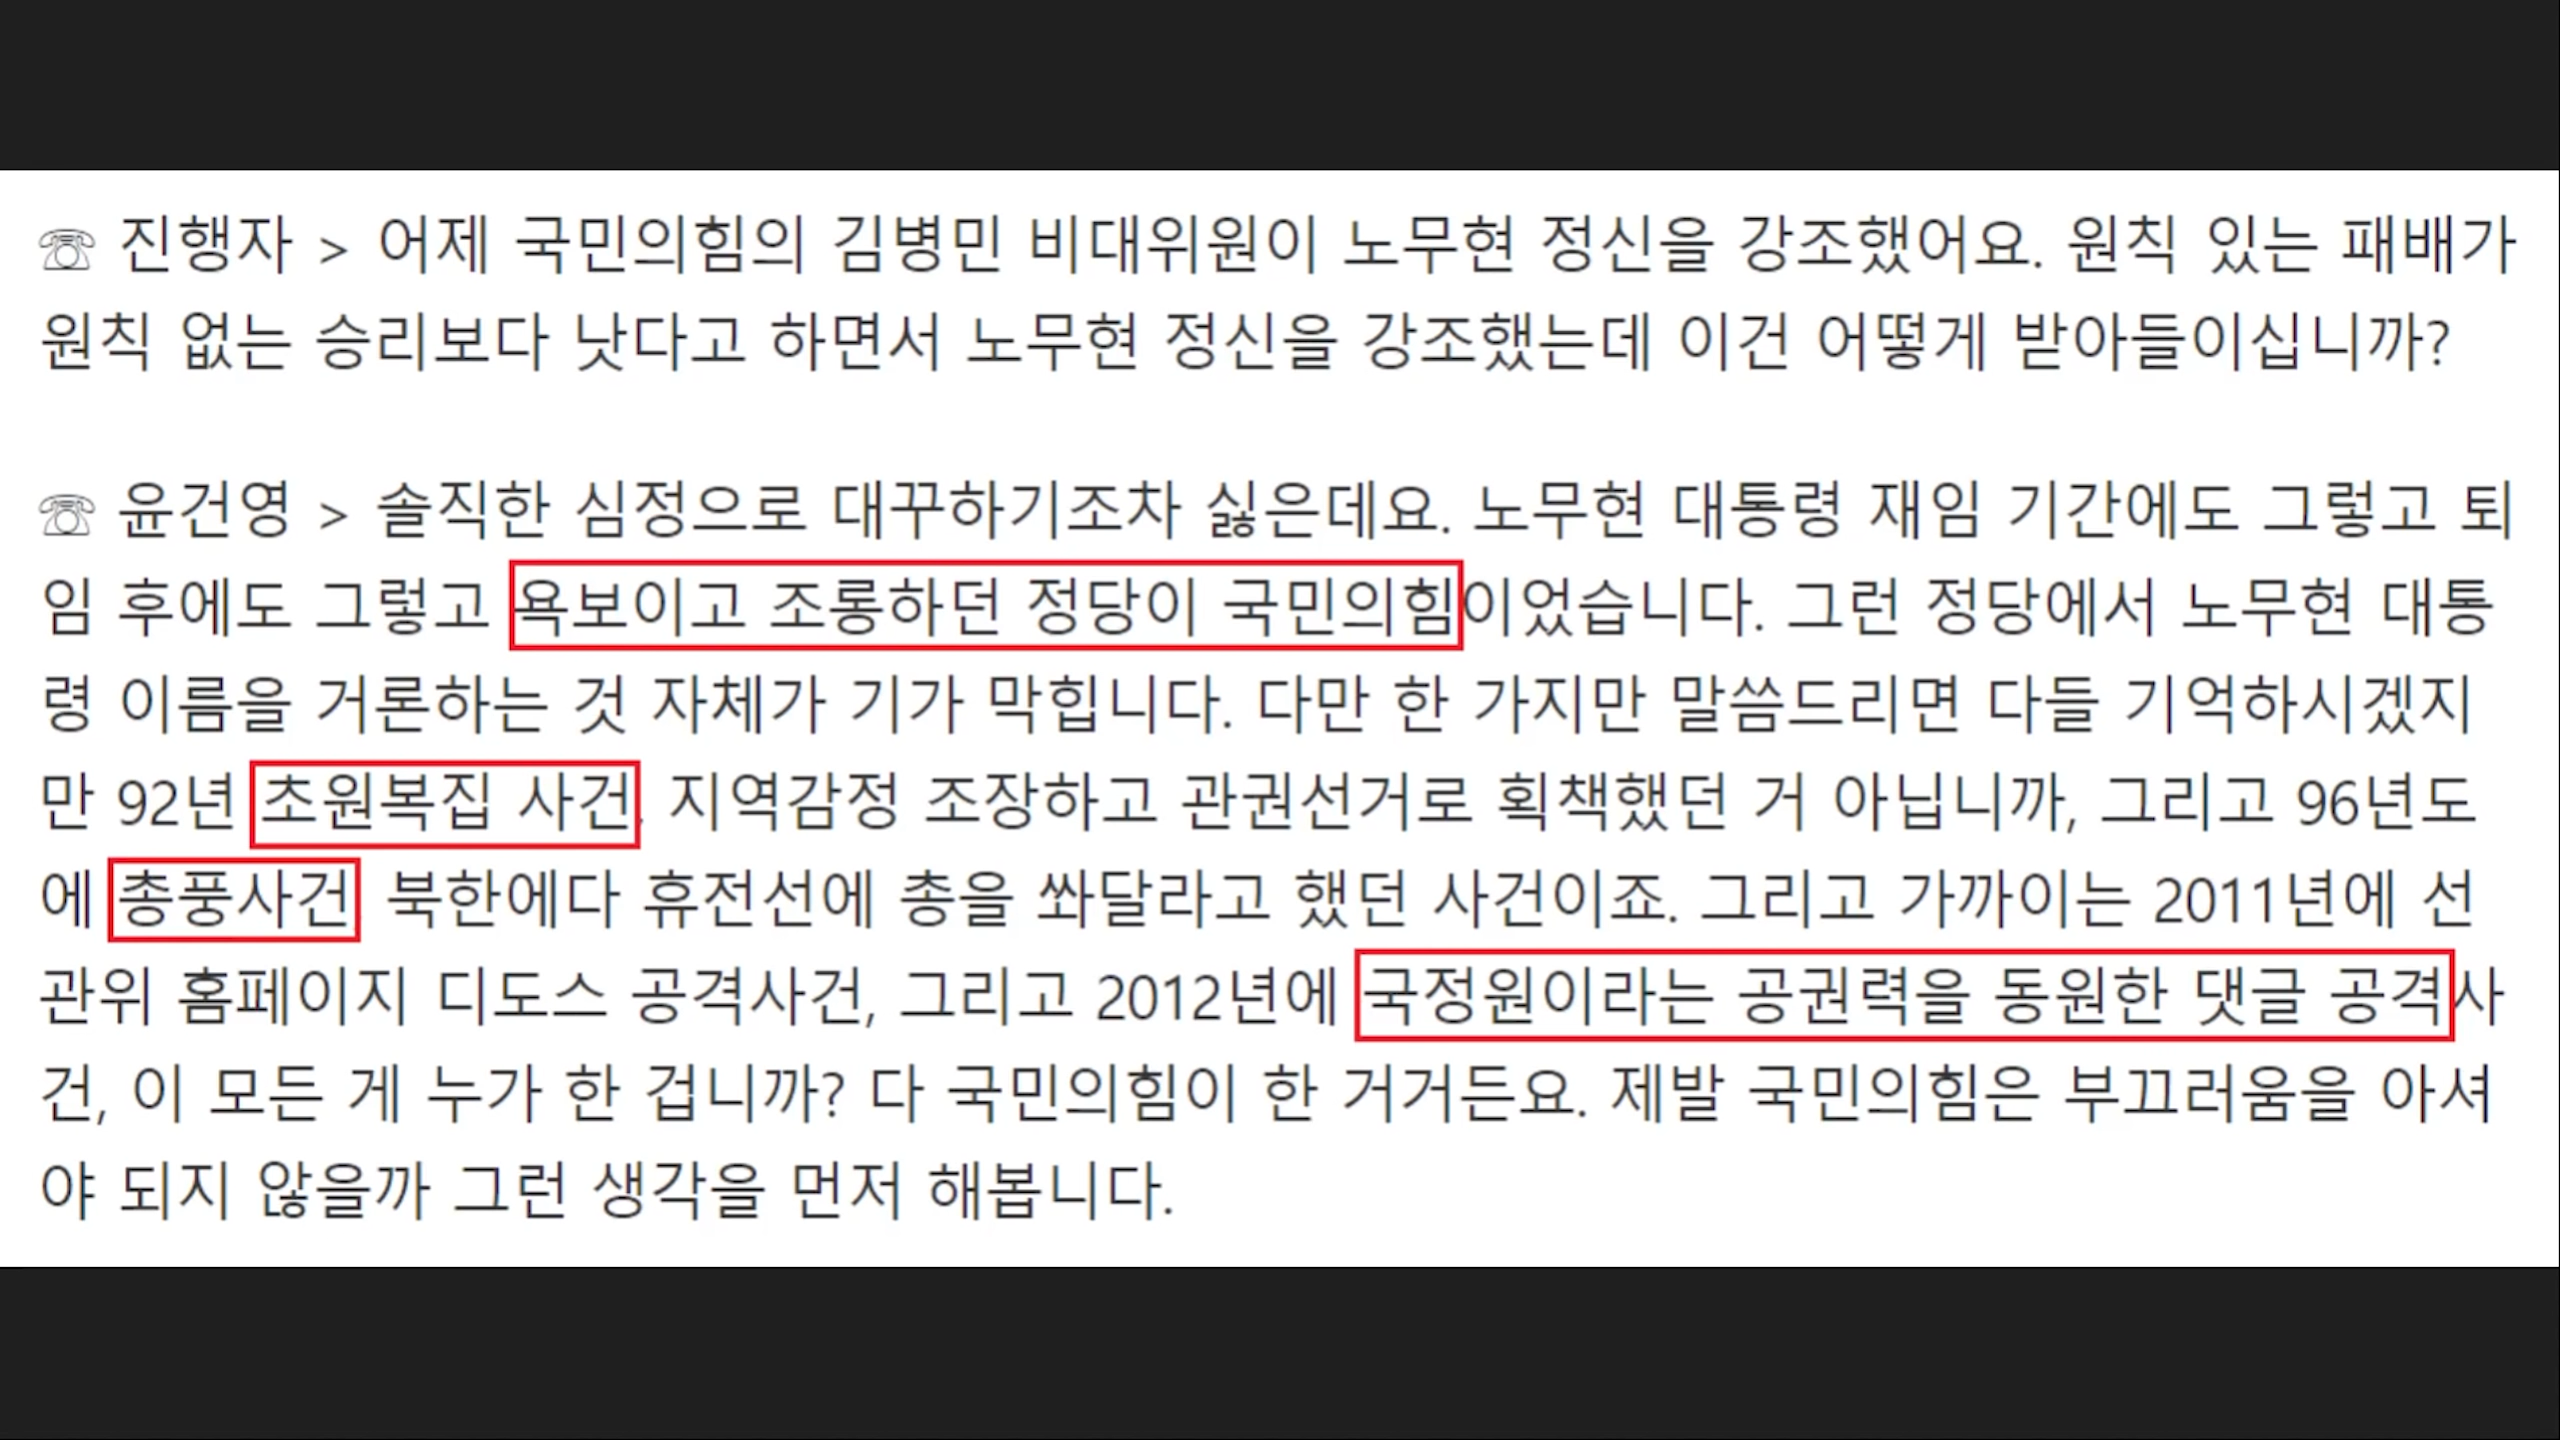 ☏ 진행자 > 어제 국민의힘의 김병민 비대위원이 노무현 정신을 강조했어요. 원칙 있는 패배가
원칙 없는 승리보다 낫다고 하면서 노무현 정신을 강조했는데 이건 어떻게 받아들이십니까?
☏ 윤건영 > 솔직한 심정으로 대꾸하기조차 싫은데요. 노무현 대통령 재임 기간에도 그렇고 퇴
임 후에도 그렇고 욕보이고 조롱하던 정당이 국민의힘이었습니다. 그런 정당에서 노무현 대통
령 이름을 거론하는 것 자체가 기가 막힙니다. 다만 한 가지만 말씀드리면 다들 기억하시겠지
만 92년 초원복집 사건. 지역감정 조장하고 관권선거로 획책했던 거 아닙니까, 그리고 96년도
에 총풍사건 북한에다 휴전선에 총을 쏴달라고 했던 사건이죠. 그리고 가까이는 2011년에 선
관위 홈페이지 디도스 공격사건, 그리고 2012년에 국정원이라는 공권력을 동원한 댓글 공격사
건, 이 모든 게 누가 한 겁니까? 다 국민의힘이 한 거거든요. 제발 국민의힘은 부끄러움을 아셔
야 되지 않을까 그런 생각을 먼저 해봅니다.